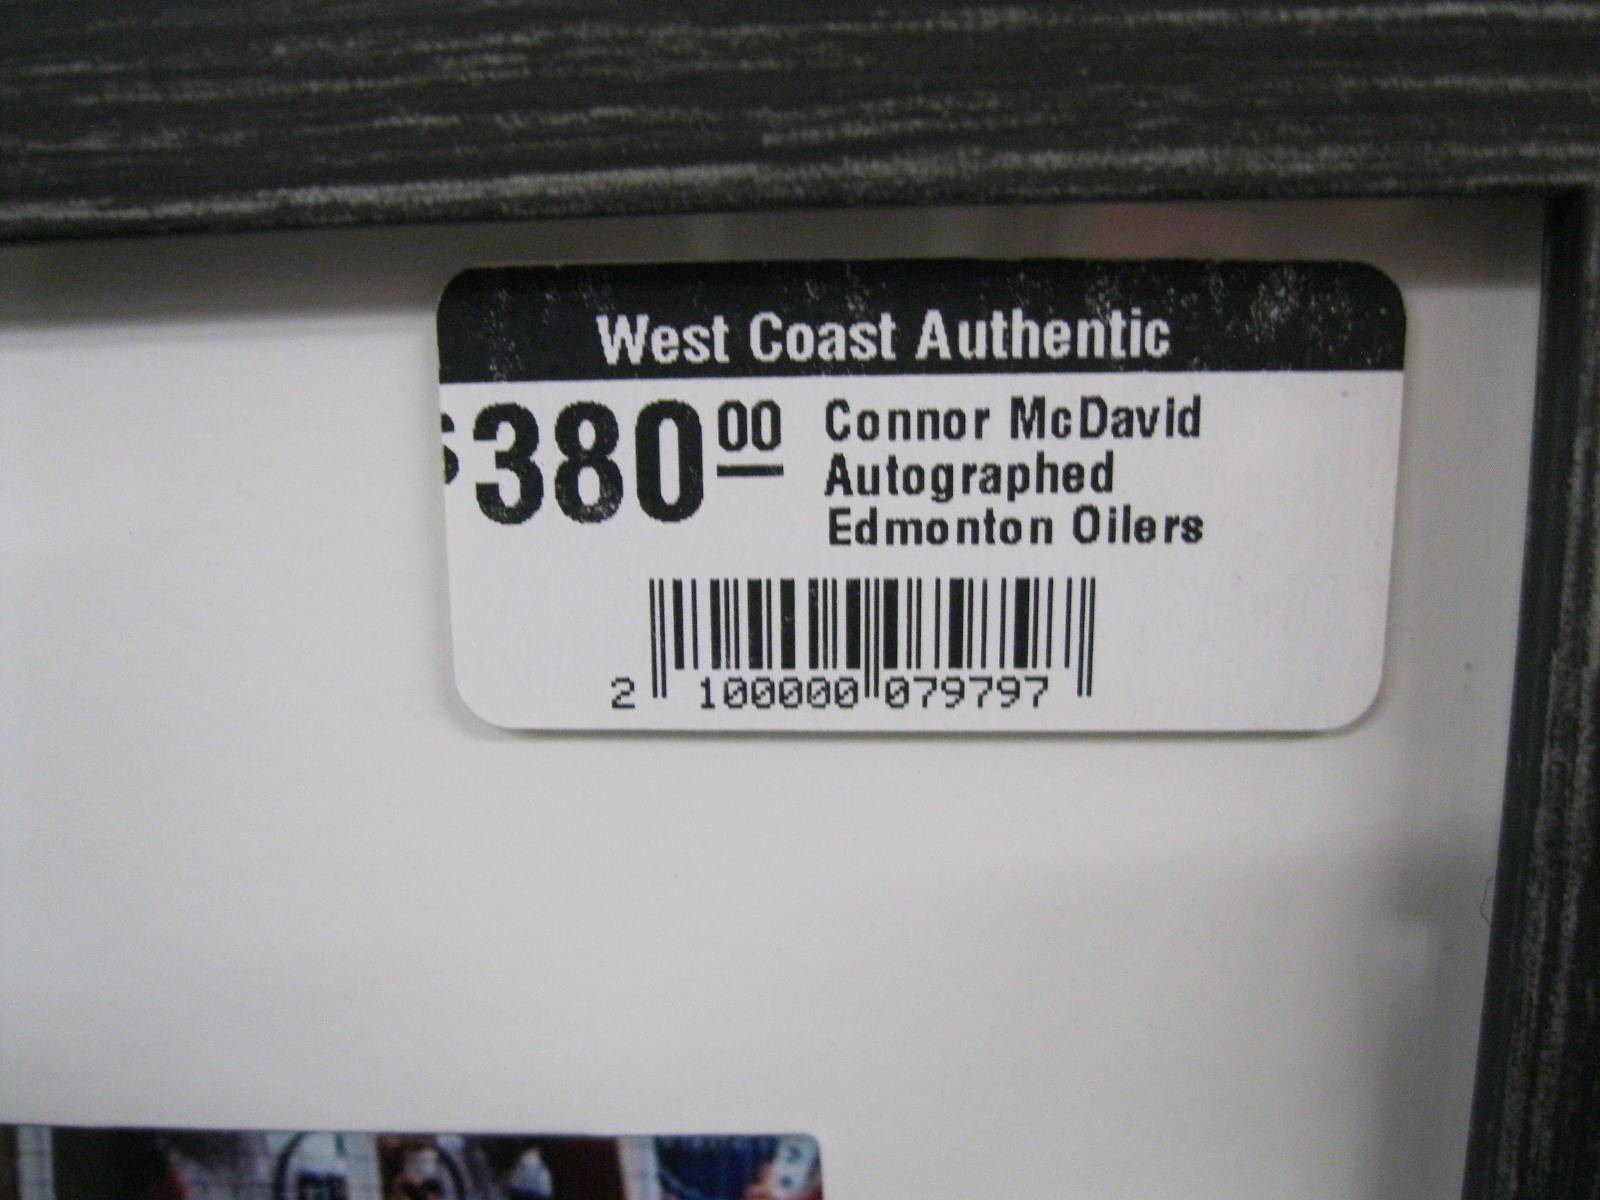 West Coast Authentic
$380.00
Connor McDavid
Autographed
Edmonton Oilers
2 100000 079797